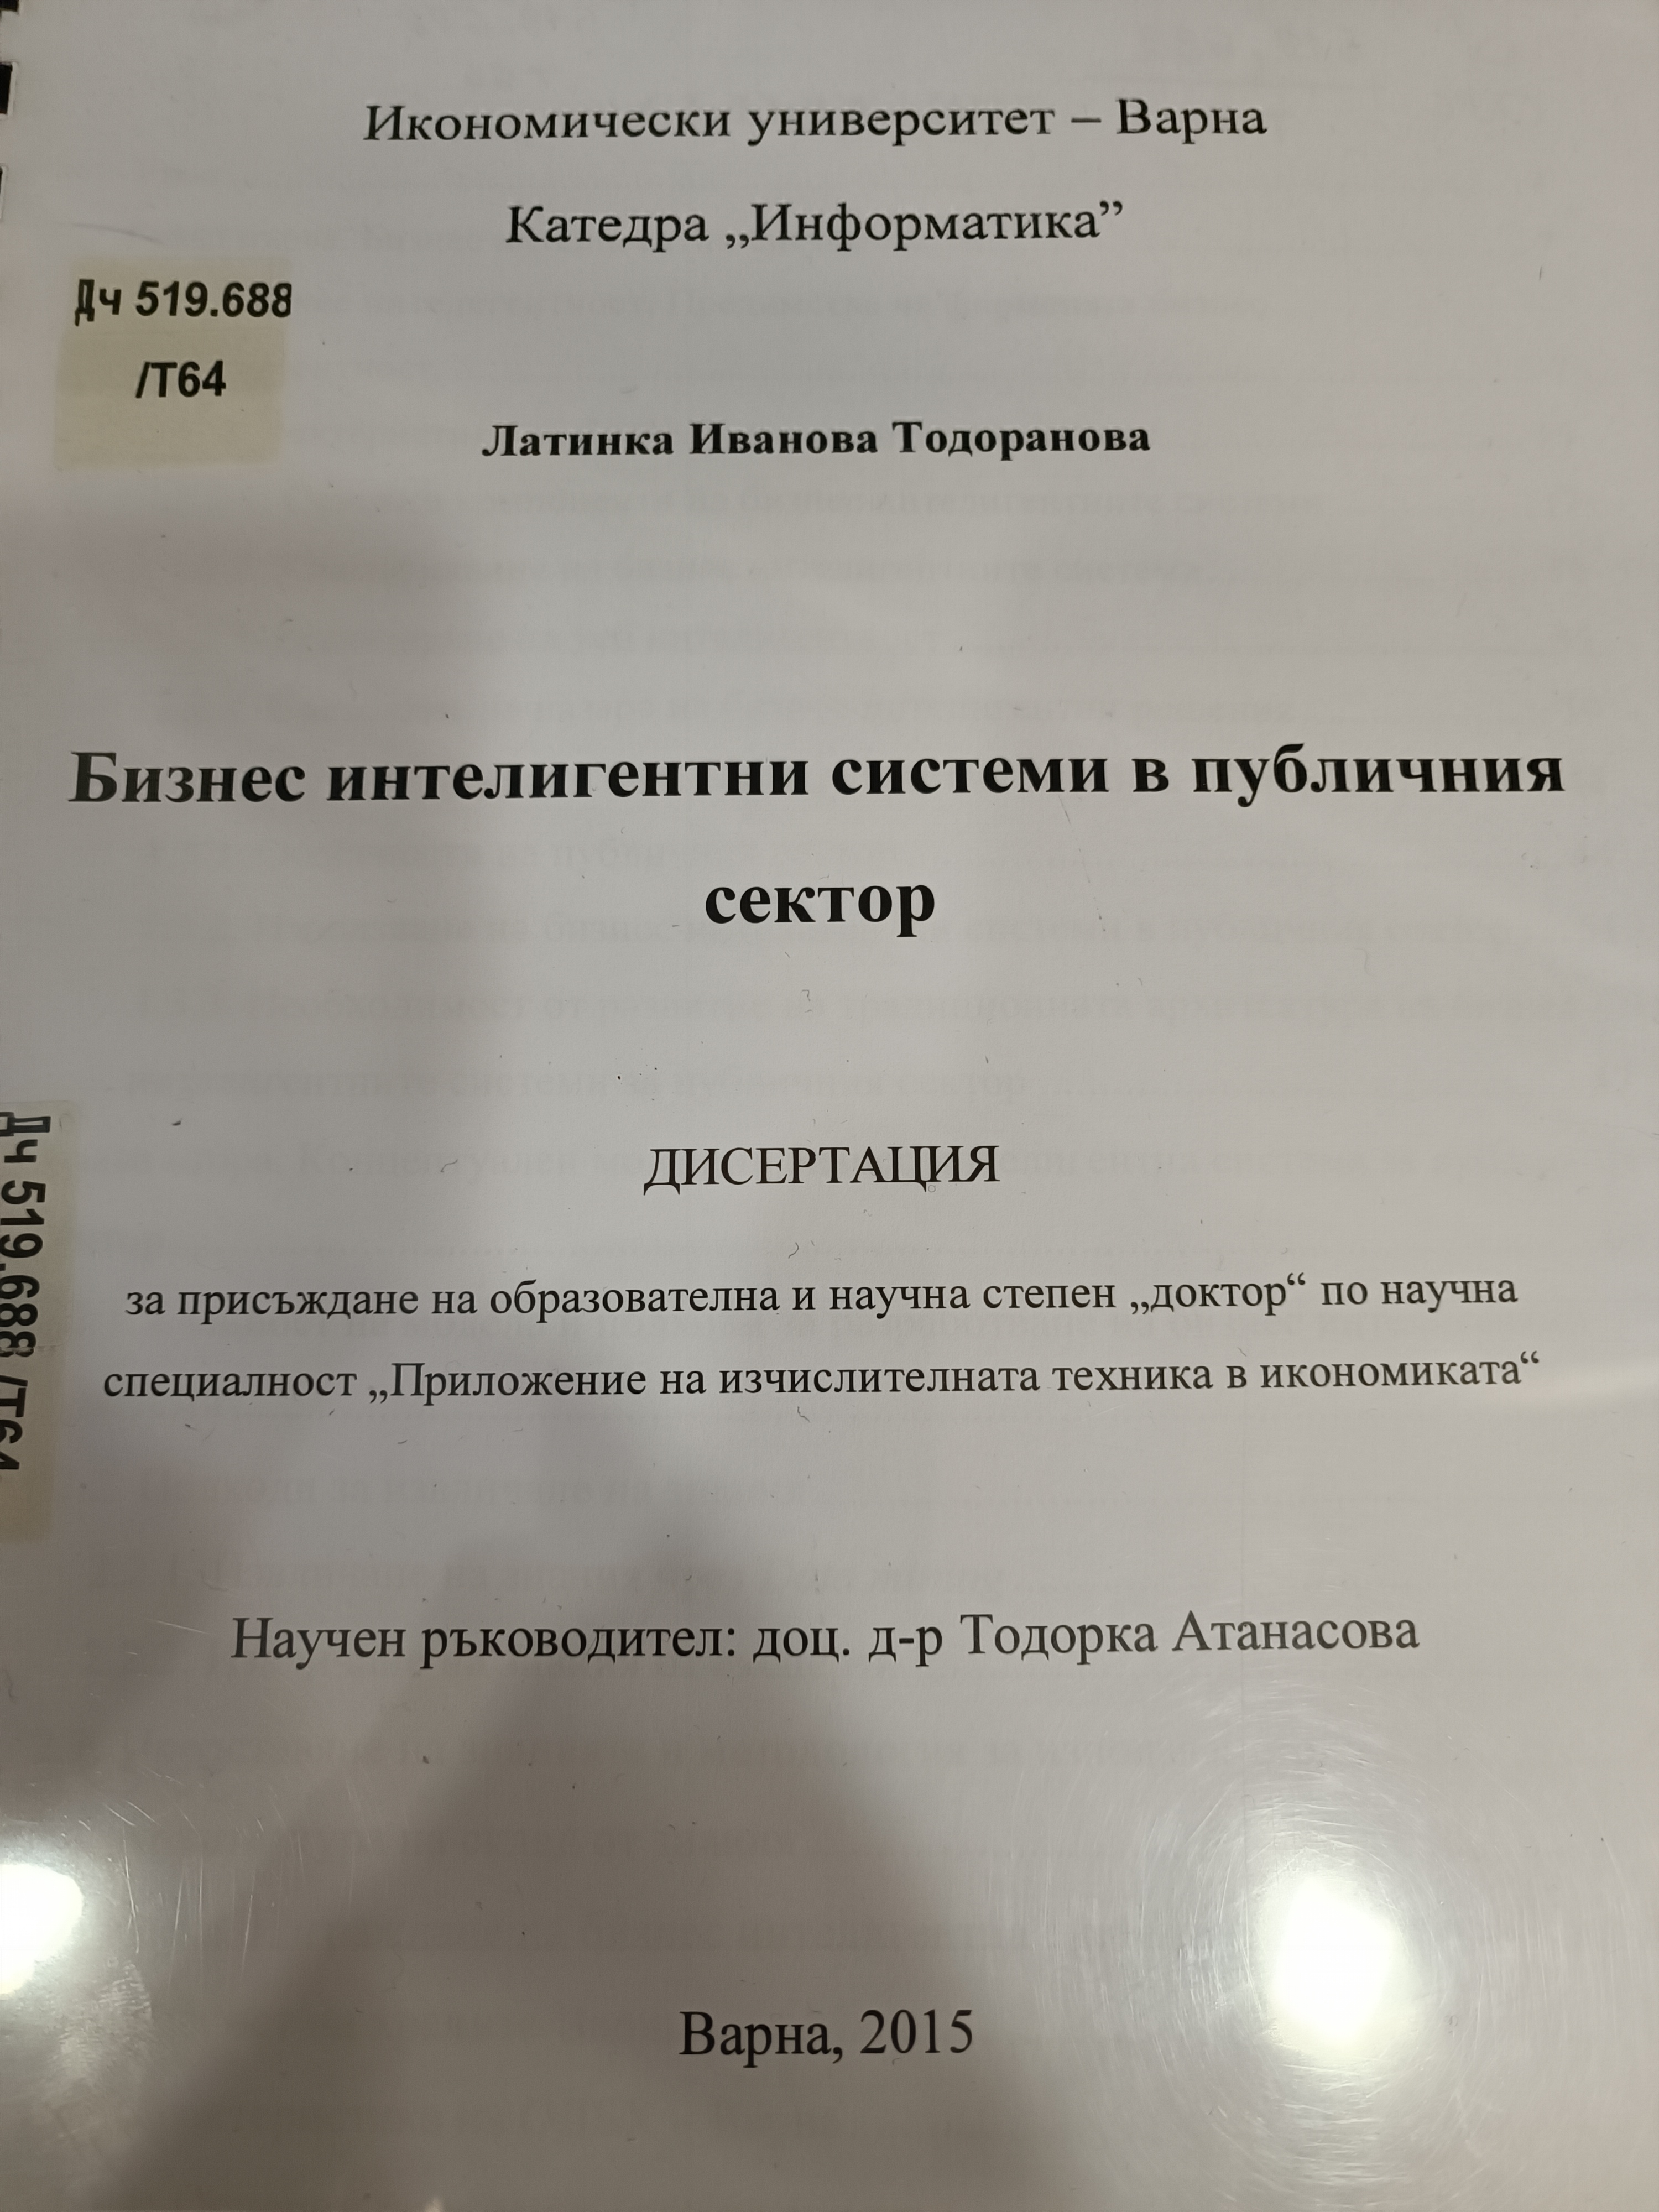 Икономически университет – Варна
Катедра „Информатика”
Дч 519.688
/Т64
Латинка Иванова Тодоранова
Бизнес интелигентни системи в публичния
сектор
ДИСЕРТАЦИЯ
за присъждане на образователна и научна степен „доктор“ по научна
специалност „Приложение на изчислителната техника в икономиката“
Дч 519.688 /Т64
Научен ръководител: доц. д-р Тодорка Атанасова
Варна, 2015